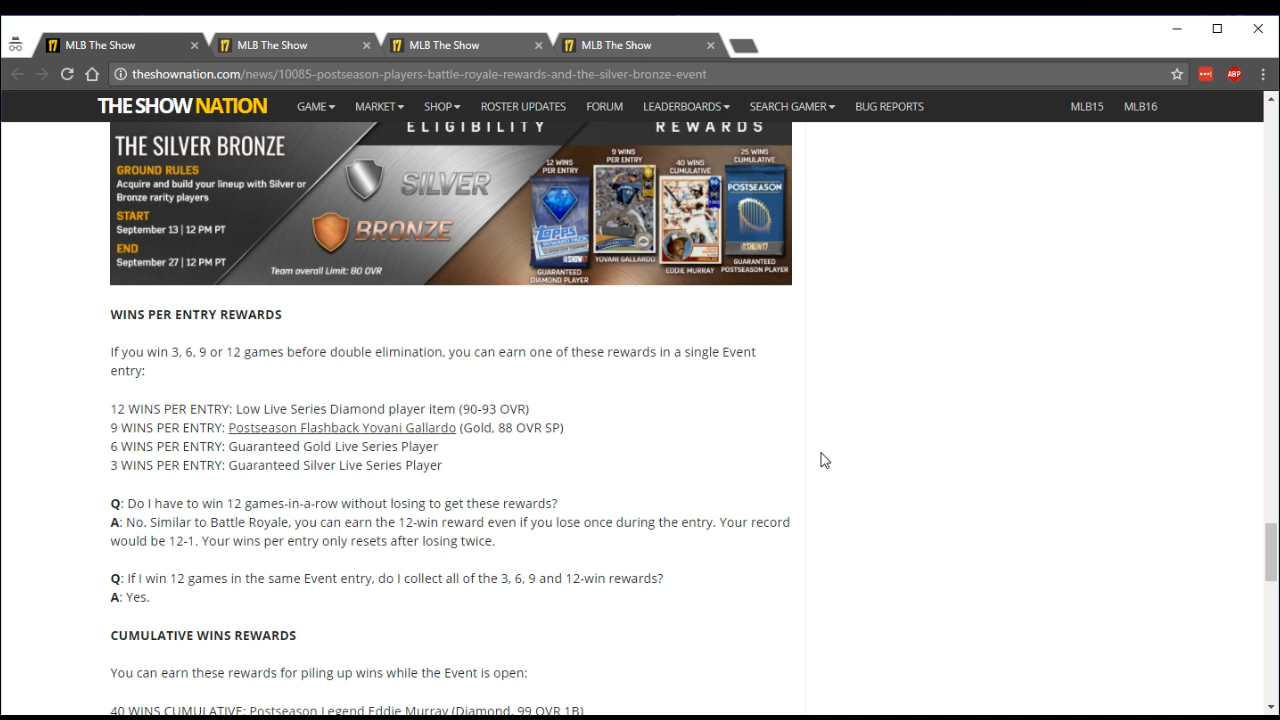 MLB The Show
MLB The Show
MLB The Show
MLB The Show
theshownation.com/news/10085-postseason-players-battle-royale-rewards-and-the-silver-bronze-event
ABP
THE SHOW NATION
GAME
MARKET
SHOP
ROSTER UPDATES
FORUM
LEADERBOARDS
SEARCH GAMER
BUG REPORTS
MLB15
MLB16
ELIGIBILITY
REWARDS
THE SILVER BRONZE
GROUND RULES
Acquire and build your lineup with Silver or
Bronze rarity players
START
September 13 | 12 PM PT
END
September 27 | 12 PM PT
SILVER
BRONZE
Team overall Limit: 80 OVR
12 WINS
PER ENTRY
GUARANTEED
DIAMOND PLAYER
9 WINS
PER ENTRY
YOVANI GALLARDO
40 WINS
CUMULATIVE
EDDIE MURRAY
25 WINS
CUMULATIVE
POSTSEASON
GUARANTEED
POSTSEASON PLAYER
WINS PER ENTRY REWARDS
If you win 3, 6, 9 or 12 games before double elimination, you can earn one of these rewards in a single Event
entry:
12 WINS PER ENTRY: Low Live Series Diamond player item (90-93 OVR)
9 WINS PER ENTRY: Postseason Flashback Yovani Gallardo (Gold, 88 OVR SP)
6 WINS PER ENTRY: Guaranteed Gold Live Series Player
3 WINS PER ENTRY: Guaranteed Silver Live Series Player
Q: Do I have to win 12 games-in-a-row without losing to get these rewards?
A: No. Similar to Battle Royale, you can earn the 12-win reward even if you lose once during the entry. Your record
would be 12-1. Your wins per entry only resets after losing twice.
Q: If I win 12 games in the same Event entry, do I collect all of the 3, 6, 9 and 12-win rewards?
A: Yes.
CUMULATIVE WINS REWARDS
You can earn these rewards for piling up wins while the Event is open:
40 WINS CUMULATIVE: Postseason Legend Eddie Murray (Diamond, 99 OVR 1B)